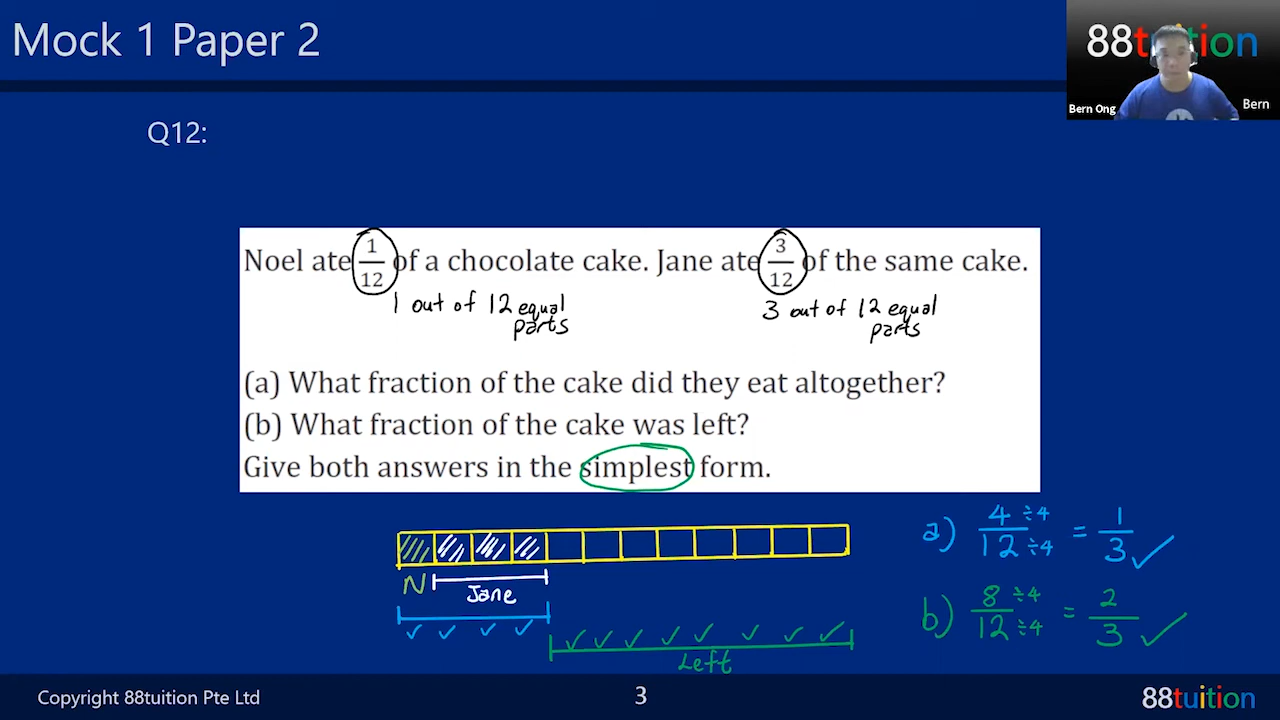 Mock 1 Paper 2
88tuition
Bern Ong
Bern
Q12:
Noel ate 1/12 of a chocolate cake. Jane ate 3/12 of the same cake.
1 out of 12 equal parts
3 out of 12 equal parts
(a) What fraction of the cake did they eat altogether?
(b) What fraction of the cake was left?
Give both answers in the simplest form.
N
Jane
Left
a) 4÷4/12÷4 = 1/3 ✓
b) 8÷4/12÷4 = 2/3 ✓
Copyright 88tuition Pte Ltd
3
88tuition